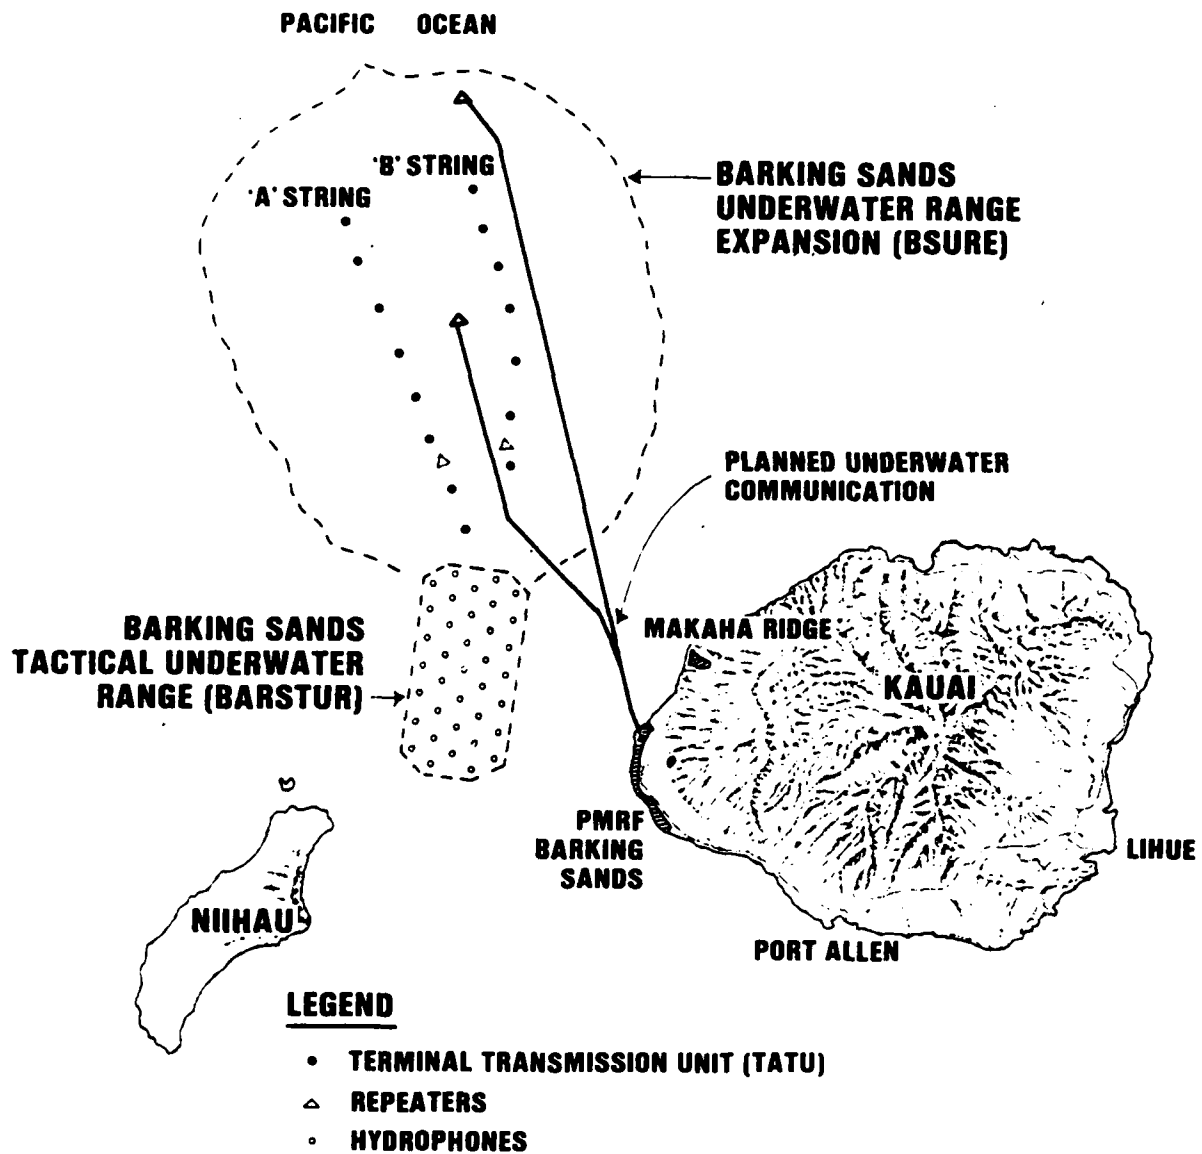 PACIFIC OCEAN
'B' STRING
'A' STRING
BARKING SANDS
UNDERWATER RANGE
EXPANSION (BSURE)
PLANNED UNDERWATER
COMMUNICATION
BARKING SANDS
TACTICAL UNDERWATER
RANGE (BARSTUR)
MAKAHA RIDGE
KAUAI
PMRF
BARKING
SANDS
LIHUE
NIIHAU
PORT ALLEN
LEGEND
• TERMINAL TRANSMISSION UNIT (TATU)
△ REPEATERS
○ HYDROPHONES